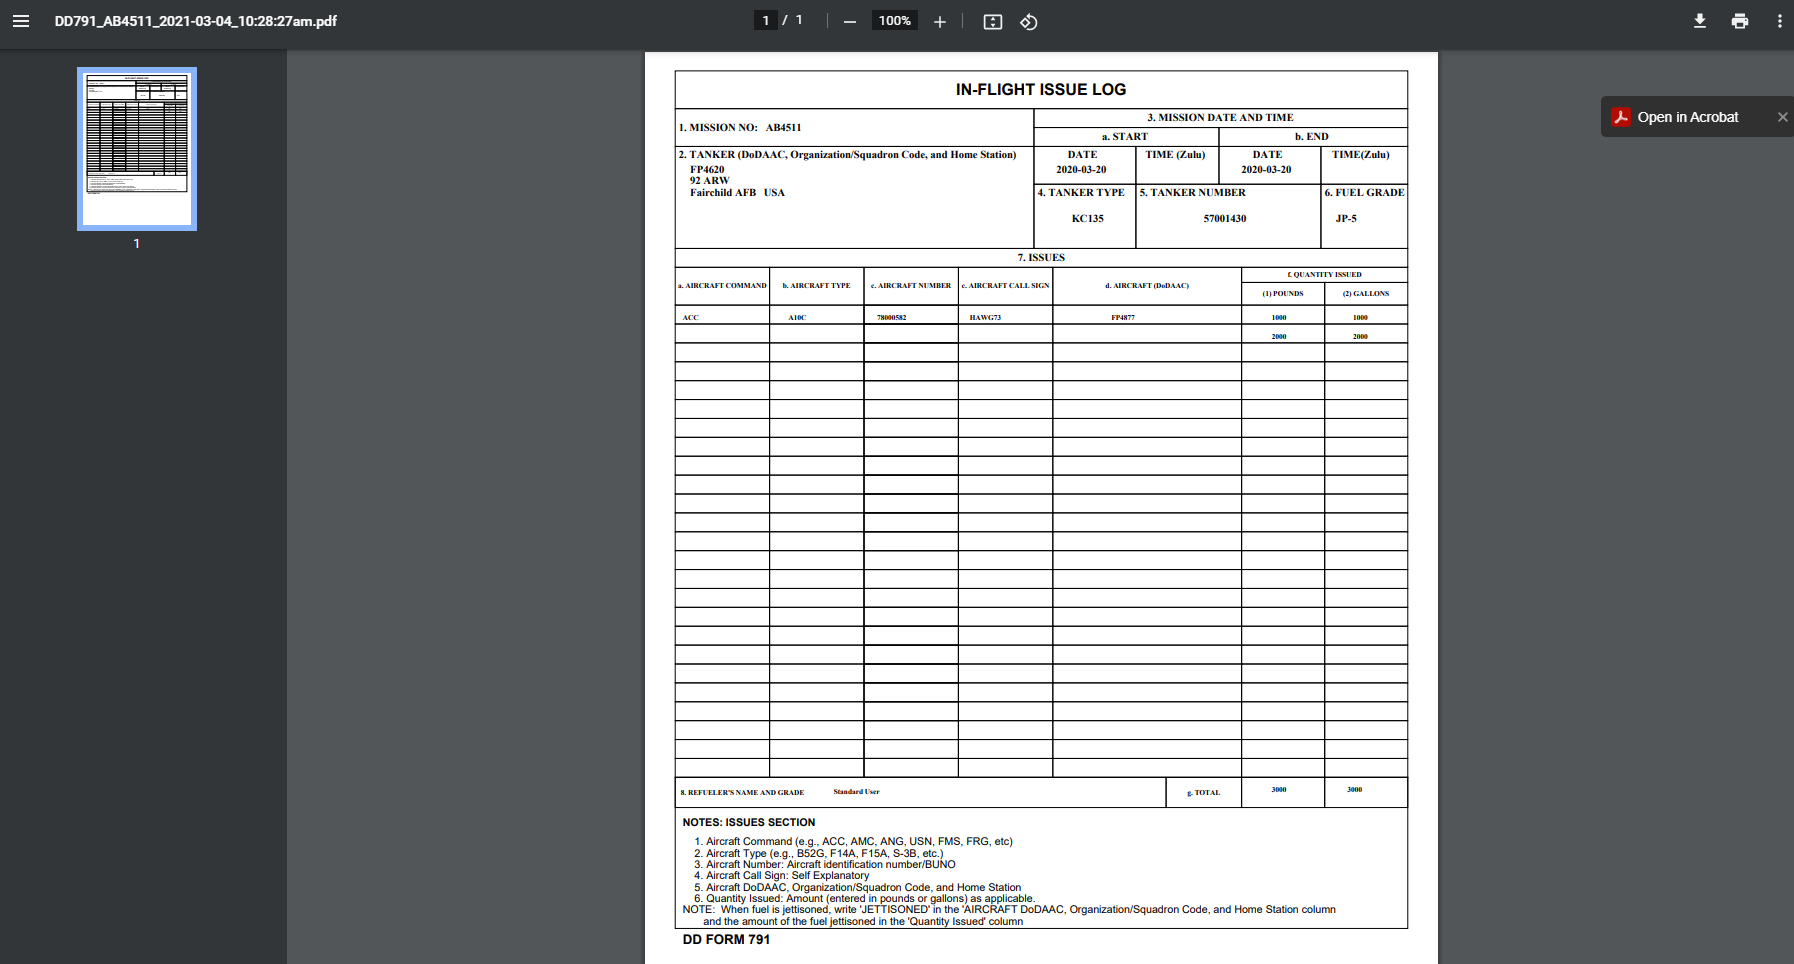 DD791_AB4511_2021-03-04_10:28:27am.pdf
1 / 1
100%
Open in Acrobat
1
IN-FLIGHT ISSUE LOG
1. MISSION NO: AB4511
3. MISSION DATE AND TIME
a. START b. END
2. TANKER (DoDAAC, Organization/Squadron Code, and Home Station)
FP4620
92 ARW
Fairchild AFB USA
DATE TIME (Zulu) DATE TIME(Zulu)
2020-03-20 2020-03-20
4. TANKER TYPE 5. TANKER NUMBER 6. FUEL GRADE
KC135 57001430 JP-5
7. ISSUES
a. AIRCRAFT COMMAND b. AIRCRAFT TYPE c. AIRCRAFT NUMBER c. AIRCRAFT CALL SIGN d. AIRCRAFT (DoDAAC) f. QUANTITY ISSUED
(1) POUNDS (2) GALLONS
ACC A10C 78000582 HAWG73 FP4877 1000 1000
2000 2000
8. REFUELER'S NAME AND GRADE Standard User g. TOTAL 3000 3000
NOTES: ISSUES SECTION
1. Aircraft Command (e.g., ACC, AMC, ANG, USN, FMS, FRG, etc)
2. Aircraft Type (e.g., B52G, F14A, F15A, S-3B, etc.)
3. Aircraft Number: Aircraft identification number/BUNO
4. Aircraft Call Sign: Self Explanatory
5. Aircraft DoDAAC, Organization/Squadron Code, and Home Station
6. Quantity Issued: Amount (entered in pounds or gallons) as applicable.
NOTE: When fuel is jettisoned, write 'JETTISONED' in the 'AIRCRAFT DoDAAC, Organization/Squadron Code, and Home Station column
and the amount of the fuel jettisoned in the 'Quantity Issued' column
DD FORM 791